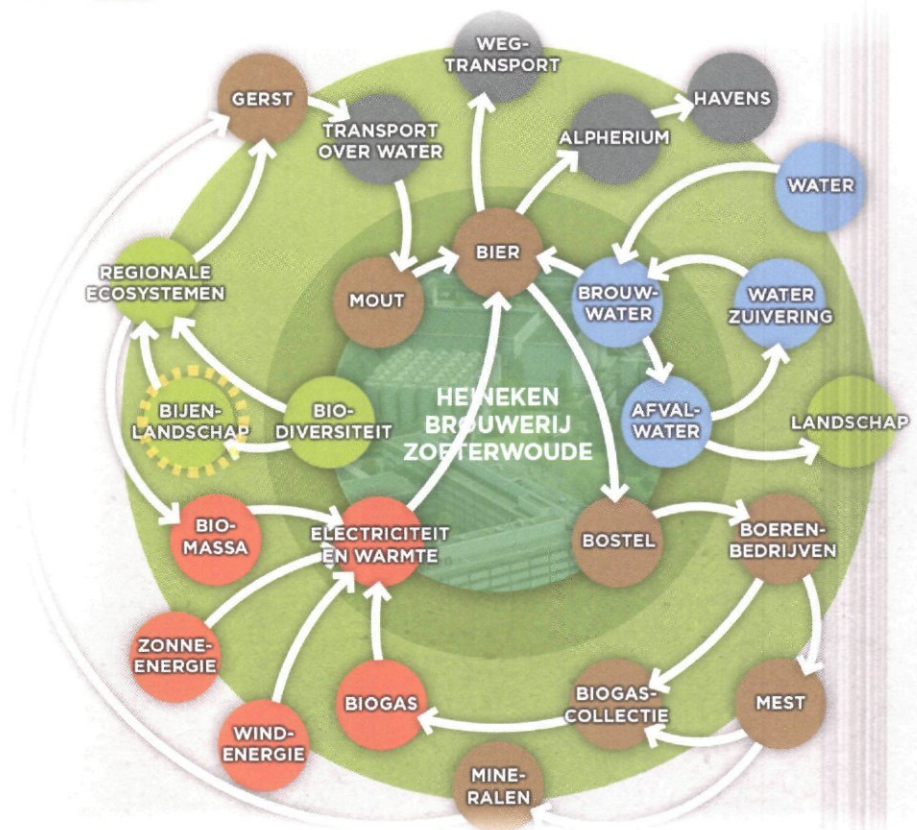 WEG-
TRANSPORT
GERST
HAVENS
TRANSPORT
OVER WATER
ALPHERIUM
WATER
BIER
REGIONALE
ECOSYSTEMEN
MOUT
BROUW-
WATER
WATER
ZUIVERING
BIJEN-
LANDSCHAP
BIO-
DIVERSITEIT
HEINEKEN
BROUWERIJ
ZOETERWOUDE
AFVAL-
WATER
LANDSCHAP
BIO-
MASSA
ELECTRICITEIT
EN WARMTE
BOSTEL
BOEREN-
BEDRIJVEN
ZONNE-
ENERGIE
BIOGAS
BIOGAS-
COLLECTIE
MEST
WIND-
ENERGIE
MINE-
RALEN